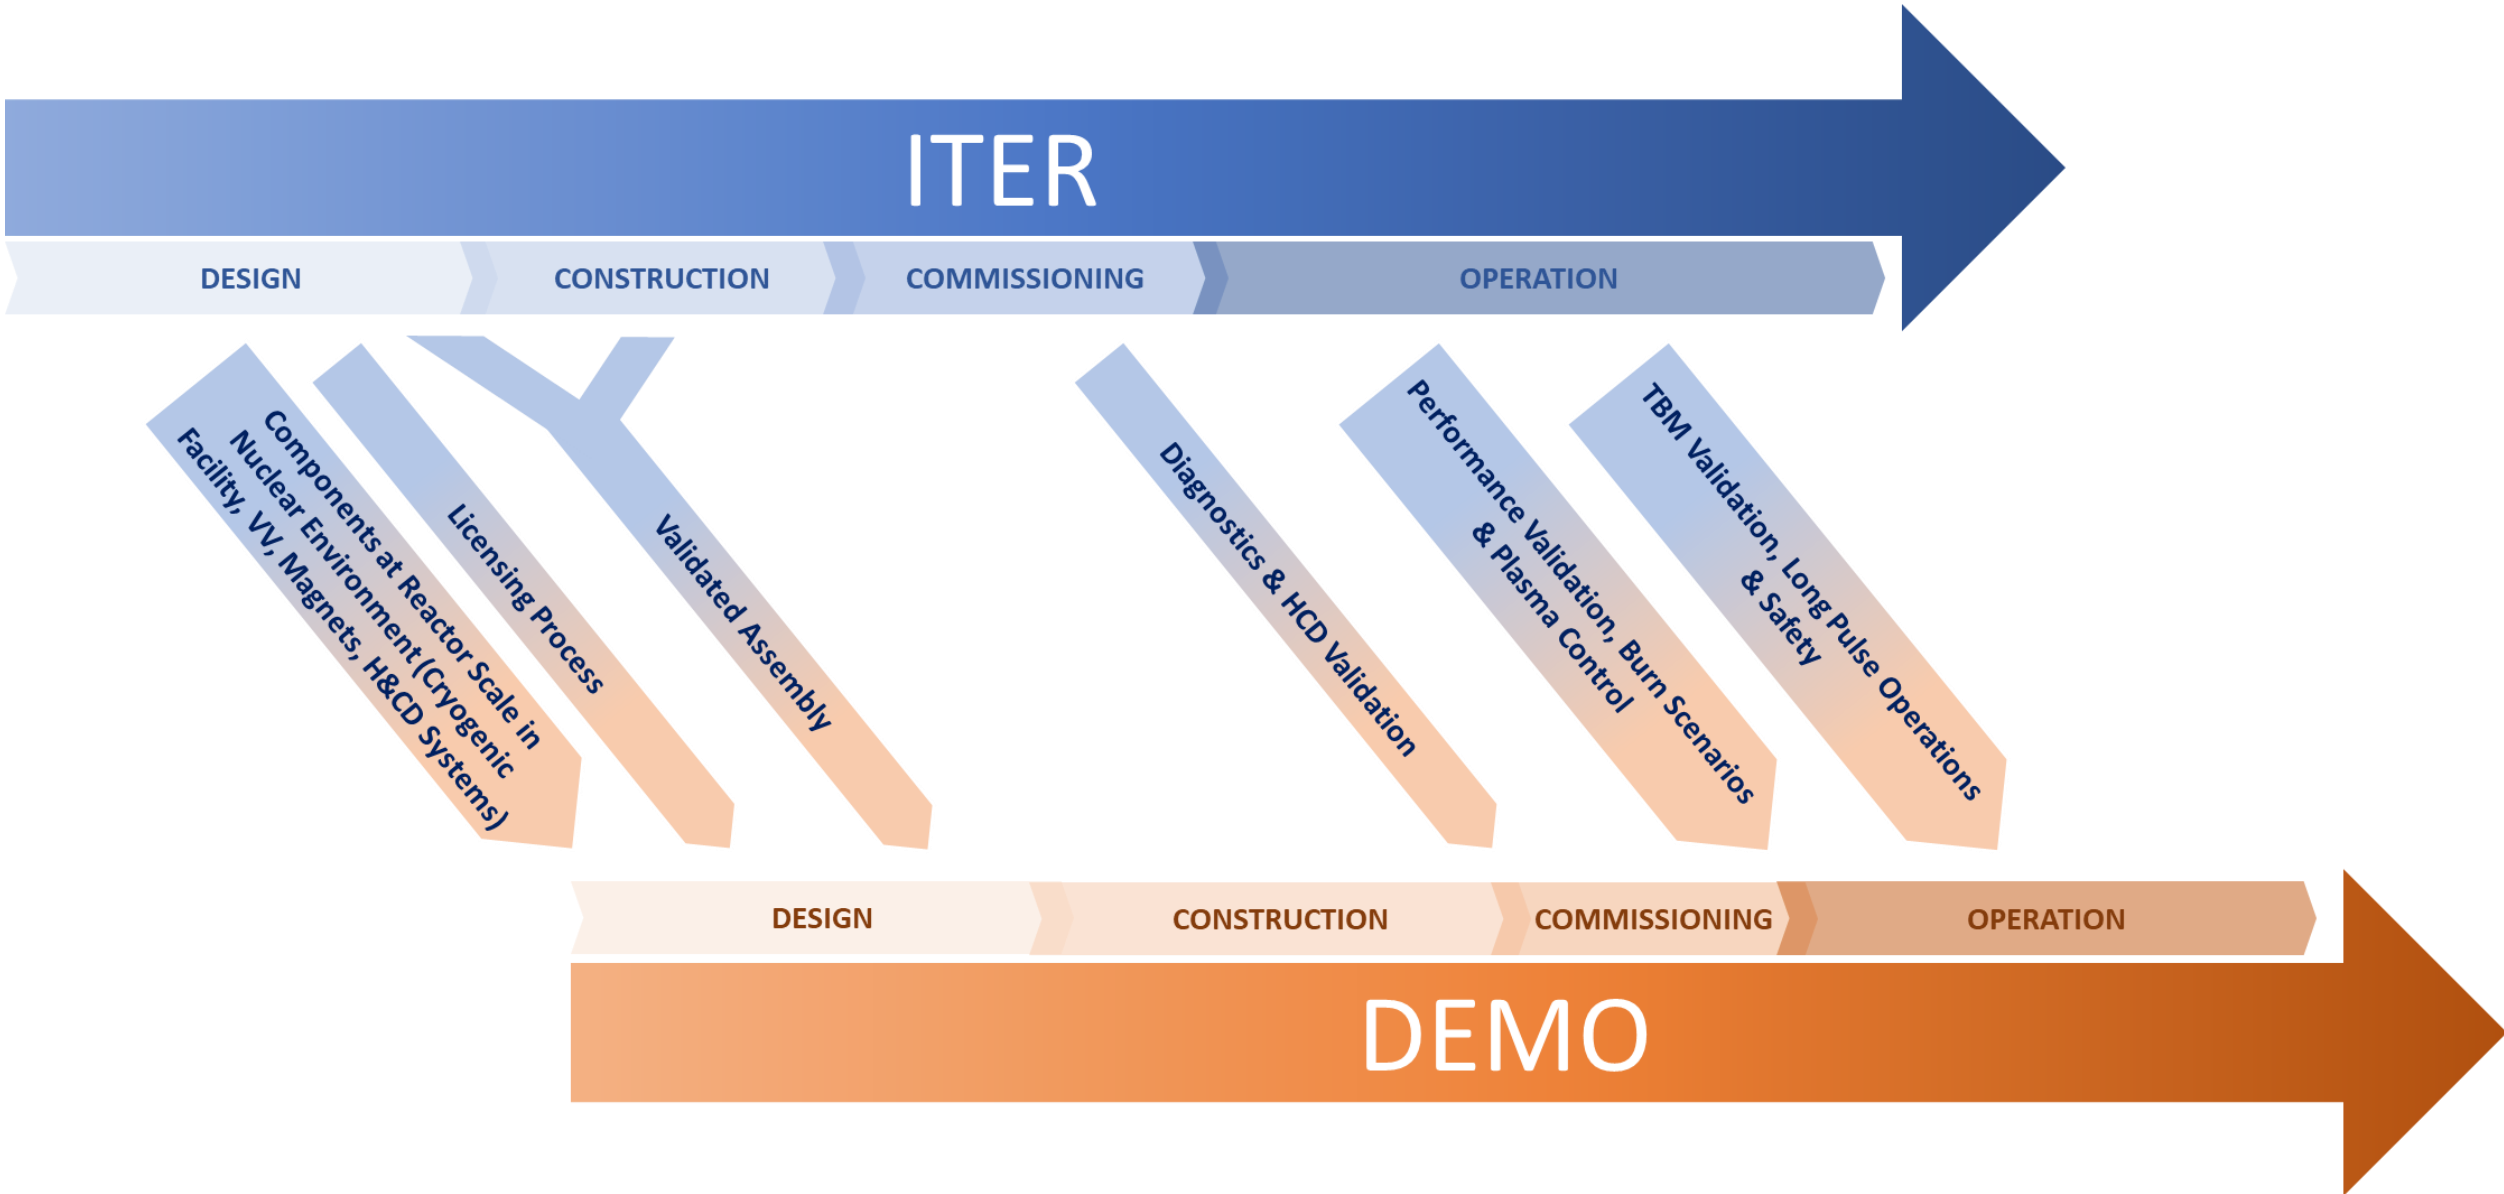 ITER
DESIGN
CONSTRUCTION
COMMISSIONING
OPERATION
Components at Reactor Scale in
Nuclear Environment (Cryogenic
Facility, VV, Magnets, H&CD Systems)
Licensing Process
Validated Assembly
Diagnostics & HCD Validation
Performance Validation, Burn Scenarios
& Plasma Control
TBM Validation, Long Pulse Operations
& Safety
DESIGN
CONSTRUCTION
COMMISSIONING
OPERATION
DEMO